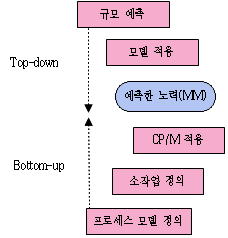 규모 예측
모델 적용
Top-down
예측한 노력(MM)
CP/M 적용
Bottom-up
소작업 정의
프로세스 모델 정의